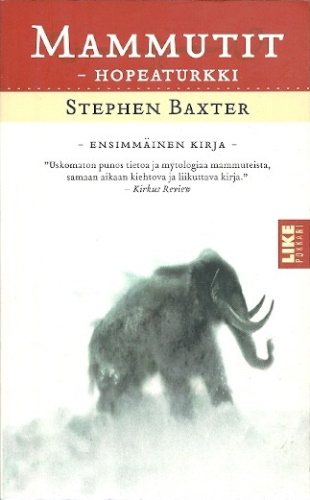 MAMMUTIT
– HOPEATURKKI
STEPHEN BAXTER
– ENSIMMÄINEN KIRJA –
"Uskomaton punos tietoa ja mytologiaa mammuteista,
samaan aikaan kiehtova ja liikuttava kirja."
– Kirkus Review
LIKE
POKKARI